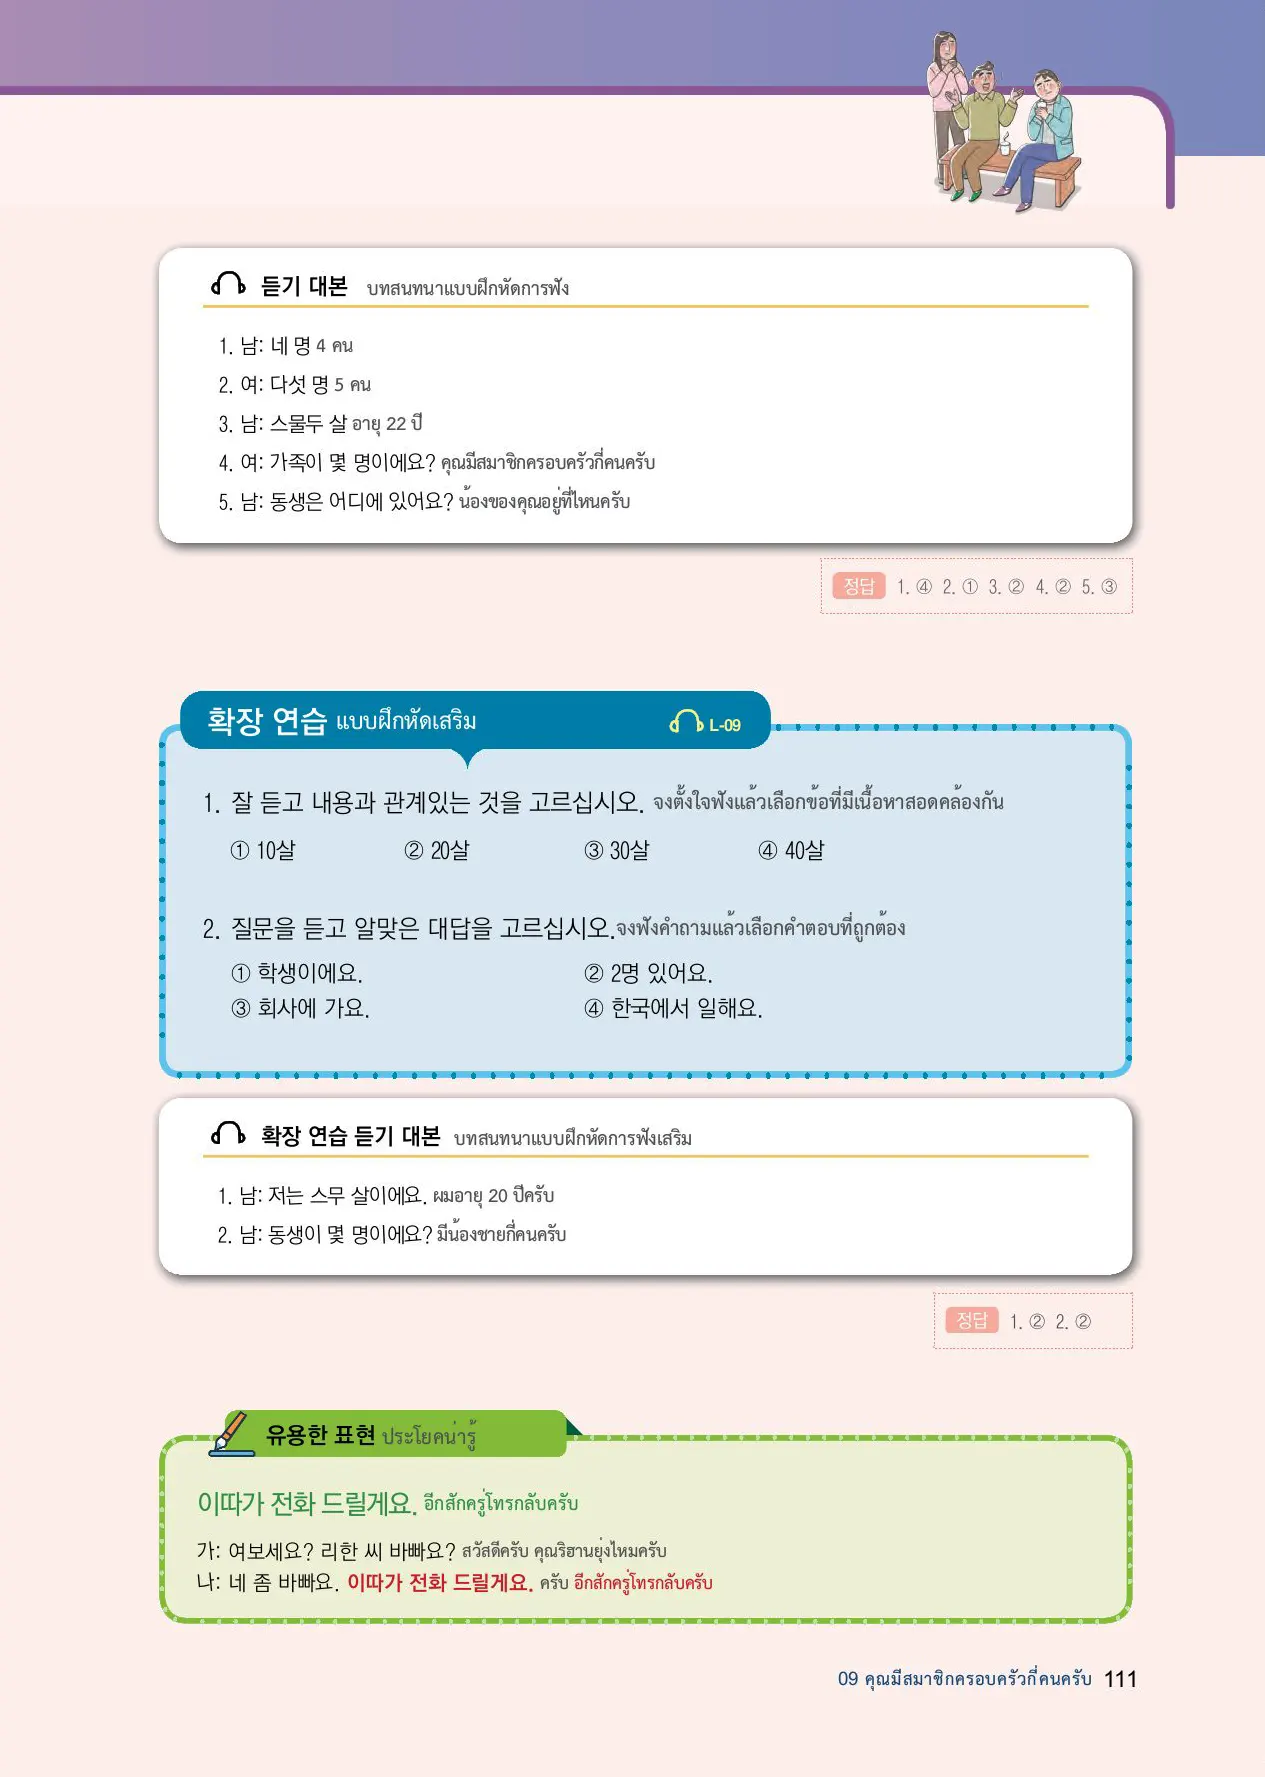 듣기 대본 บทสนทนาแบบฝึกหัดการฟัง
1. 남: 네 명 4 คน
2. 여: 다섯 명 5 คน
3. 남: 스물두 살 อายุ 22 ปี
4. 여: 가족이 몇 명이에요? คุณมีสมาชิกครอบครัวกี่คนครับ
5. 남: 동생은 어디에 있어요? น้องของคุณอยู่ที่ไหนครับ
정답 1. ④ 2. ① 3. ② 4. ② 5. ③
확장 연습 แบบฝึกหัดเสริม L-09
1. 잘 듣고 내용과 관계있는 것을 고르십시오. จงตั้งใจฟังแล้วเลือกข้อที่มีเนื้อหาสอดคล้องกัน
① 10살 ② 20살 ③ 30살 ④ 40살
2. 질문을 듣고 알맞은 대답을 고르십시오. จงฟังคำถามแล้วเลือกคำตอบที่ถูกต้อง
① 학생이에요. ② 2명 있어요.
③ 회사에 가요. ④ 한국에서 일해요.
확장 연습 듣기 대본 บทสนทนาแบบฝึกหัดการฟังเสริม
1. 남: 저는 스무 살이에요. ผมอายุ 20 ปีครับ
2. 남: 동생이 몇 명이에요? มีน้องชายกี่คนครับ
정답 1. ② 2. ②
유용한 표현 ประโยคน่ารู้
이따가 전화 드릴게요. อีกสักครู่โทรกลับครับ
가: 여보세요? 리한 씨 바빠요? สวัสดีครับ คุณริฮานยุ่งไหมครับ
나: 네 좀 바빠요. 이따가 전화 드릴게요. ครับ อีกสักครู่โทรกลับครับ
09 คุณมีสมาชิกครอบครัวกี่คนครับ 111